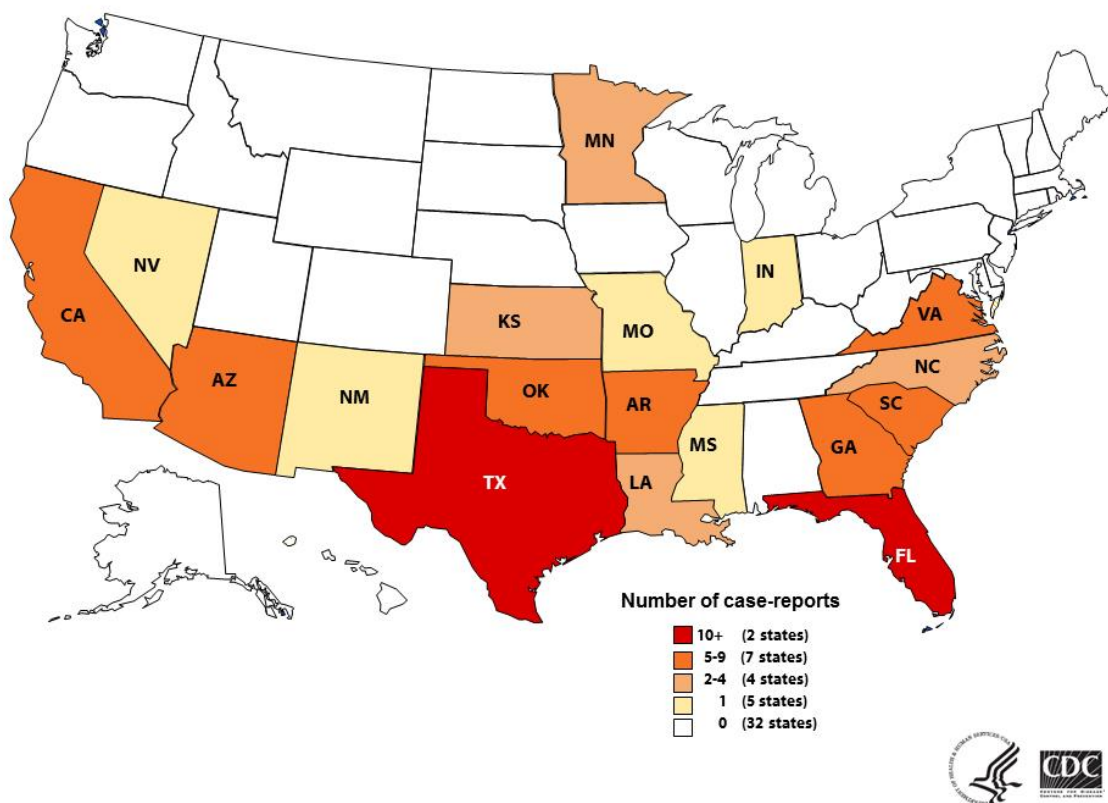 MN
NV
IN
CA
KS
MO
VA
AZ
NM
OK
AR
NC
SC
MS
GA
TX
LA
FL
Number of case-reports
10+ (2 states)
5-9 (7 states)
2-4 (4 states)
1 (5 states)
0 (32 states)
CDC